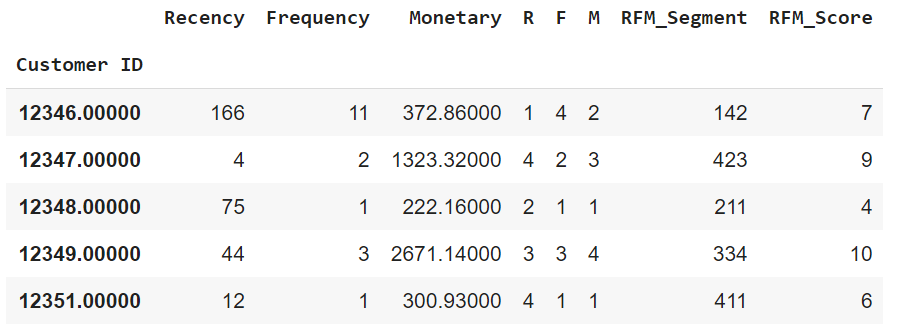 Recency Frequency Monetary R F M RFM_Segment RFM_Score
Customer ID
12346.00000 166 11 372.86000 1 4 2 142 7
12347.00000 4 2 1323.32000 4 2 3 423 9
12348.00000 75 1 222.16000 2 1 1 211 4
12349.00000 44 3 2671.14000 3 3 4 334 10
12351.00000 12 1 300.93000 4 1 1 411 6